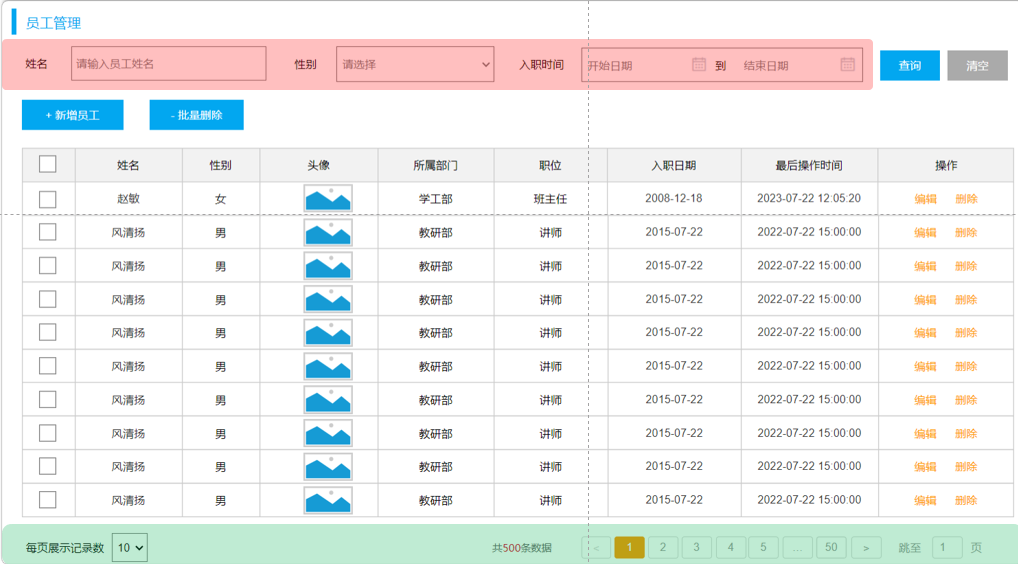 员工管理
姓名 请输入员工姓名 性别 请选择 入职时间 开始日期 到 结束日期 查询 清空
+ 新增员工 - 批量删除
姓名 性别 头像 所属部门 职位 入职日期 最后操作时间 操作
赵敏 女 学工部 班主任 2008-12-18 2023-07-22 12:05:20 编辑 删除
风清扬 男 教研部 讲师 2015-07-22 2022-07-22 15:00:00 编辑 删除
风清扬 男 教研部 讲师 2015-07-22 2022-07-22 15:00:00 编辑 删除
风清扬 男 教研部 讲师 2015-07-22 2022-07-22 15:00:00 编辑 删除
风清扬 男 教研部 讲师 2015-07-22 2022-07-22 15:00:00 编辑 删除
风清扬 男 教研部 讲师 2015-07-22 2022-07-22 15:00:00 编辑 删除
风清扬 男 教研部 讲师 2015-07-22 2022-07-22 15:00:00 编辑 删除
风清扬 男 教研部 讲师 2015-07-22 2022-07-22 15:00:00 编辑 删除
风清扬 男 教研部 讲师 2015-07-22 2022-07-22 15:00:00 编辑 删除
风清扬 男 教研部 讲师 2015-07-22 2022-07-22 15:00:00 编辑 删除
每页展示记录数 10 共500条数据 < 1 2 3 4 5 ... 50 > 跳至 1 页